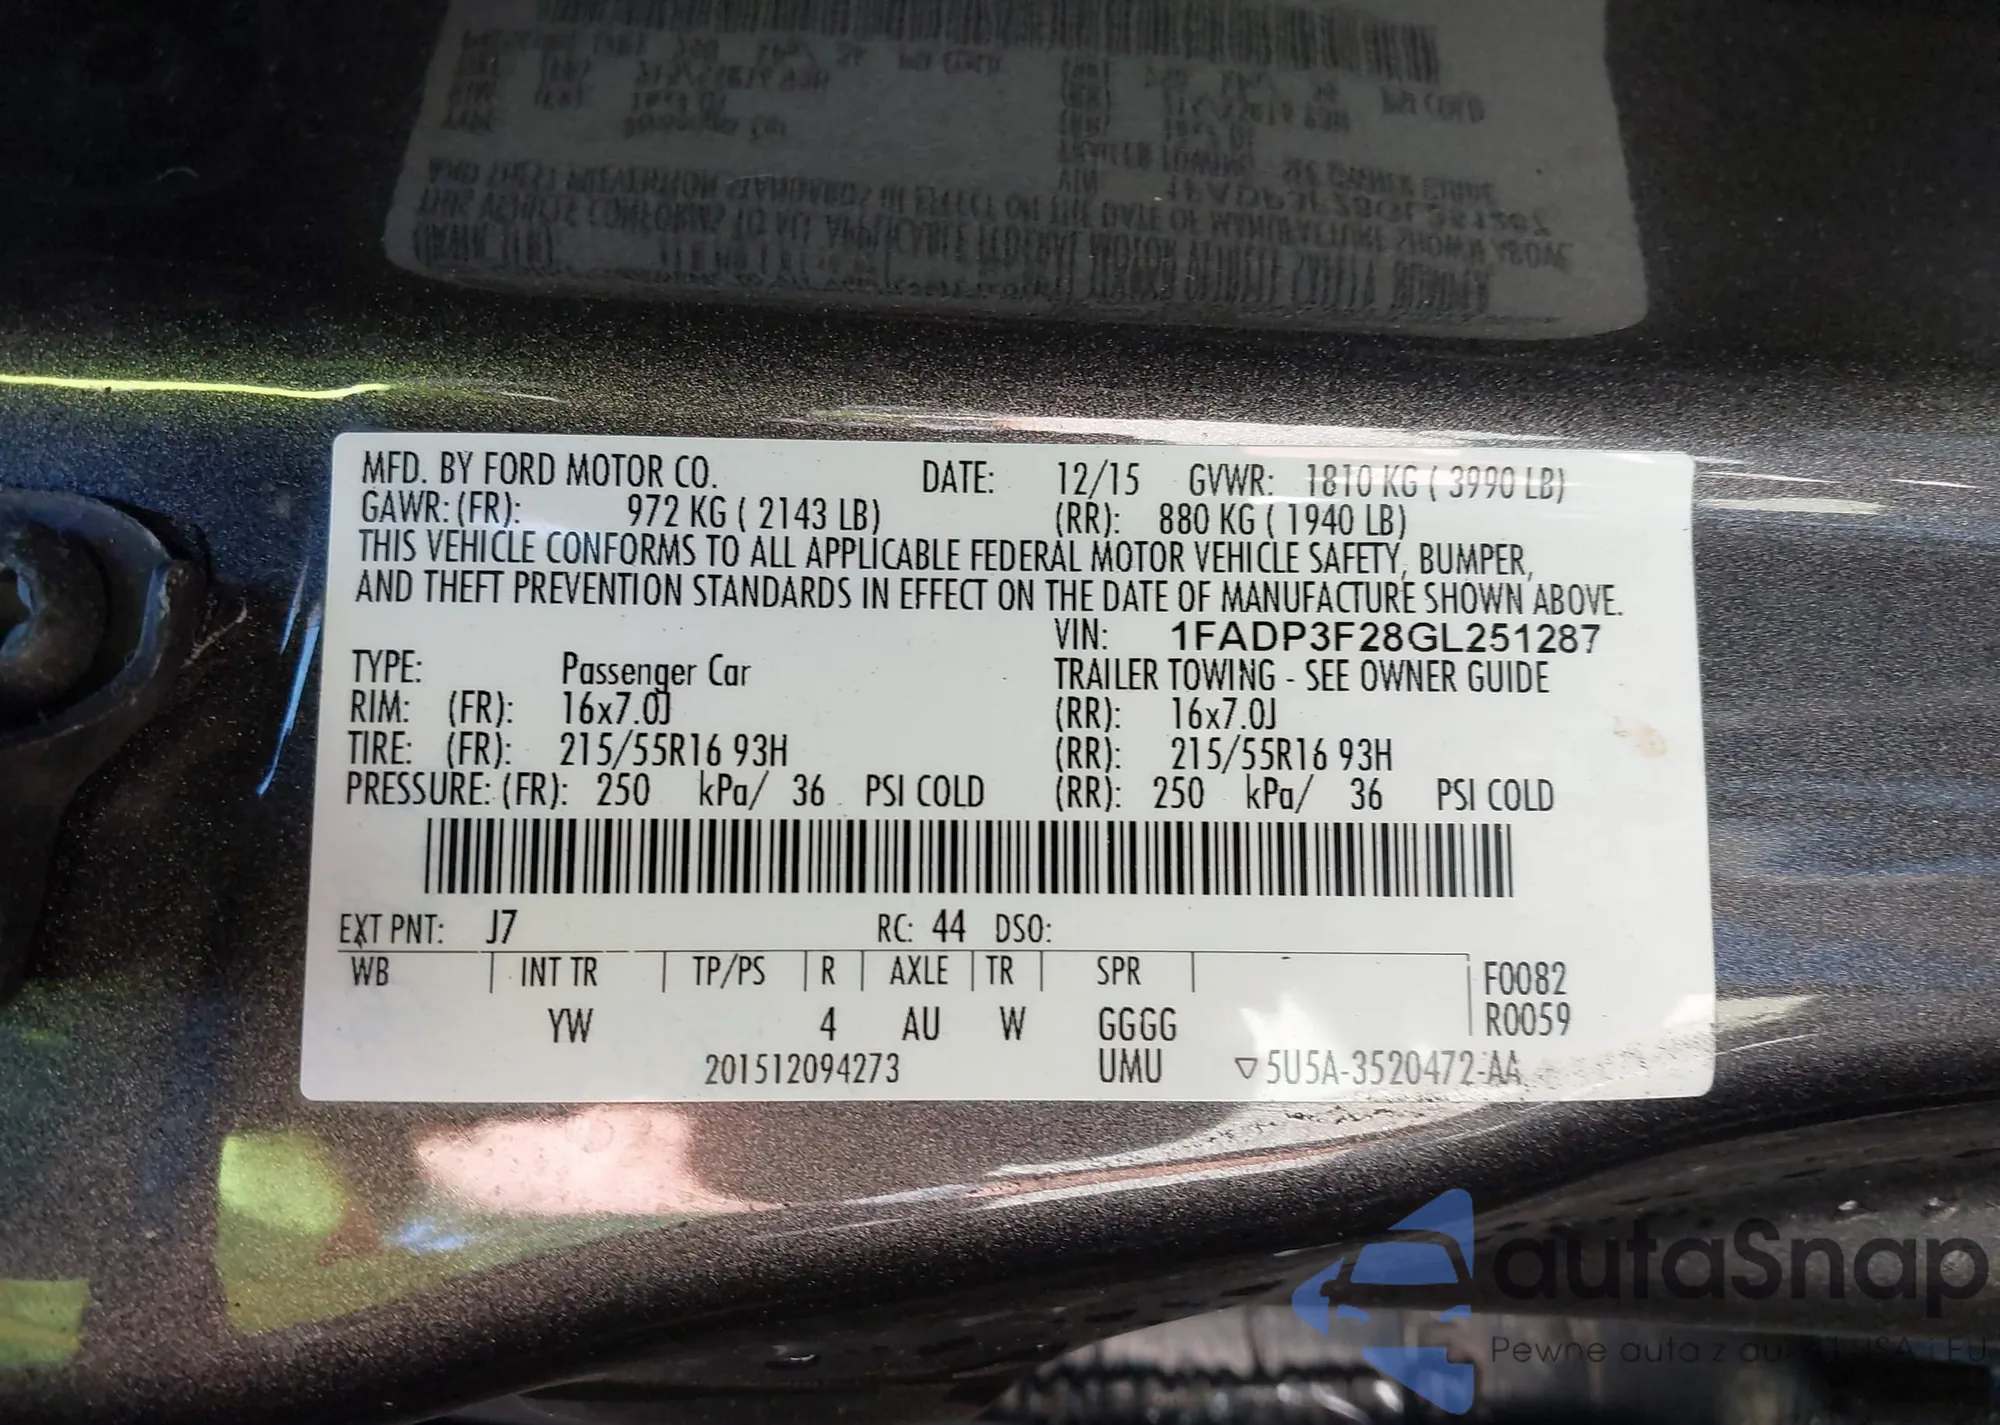 MFD. BY FORD MOTOR CO. DATE: 12/15 GVWR: 1810 KG ( 3990 LB)
GAWR: (FR): 972 KG ( 2143 LB) (RR): 880 KG ( 1940 LB)
THIS VEHICLE CONFORMS TO ALL APPLICABLE FEDERAL MOTOR VEHICLE SAFETY, BUMPER,
AND THEFT PREVENTION STANDARDS IN EFFECT ON THE DATE OF MANUFACTURE SHOWN ABOVE.
VIN: 1FADP3F28GL251287
TYPE: Passenger Car TRAILER TOWING - SEE OWNER GUIDE
RIM: (FR): 16x7.0J (RR): 16x7.0J
TIRE: (FR): 215/55R16 93H (RR): 215/55R16 93H
PRESSURE: (FR): 250 kPa/ 36 PSI COLD (RR): 250 kPa/ 36 PSI COLD
EXT PNT: J7 RC: 44 DSO:
WB INT TR TP/PS R AXLE TR SPR F0082
YW 4 AU W GGGG R0059
201512094273 UMU ▽5U5A-3520472-AA
autaSnap
Pewne auta z